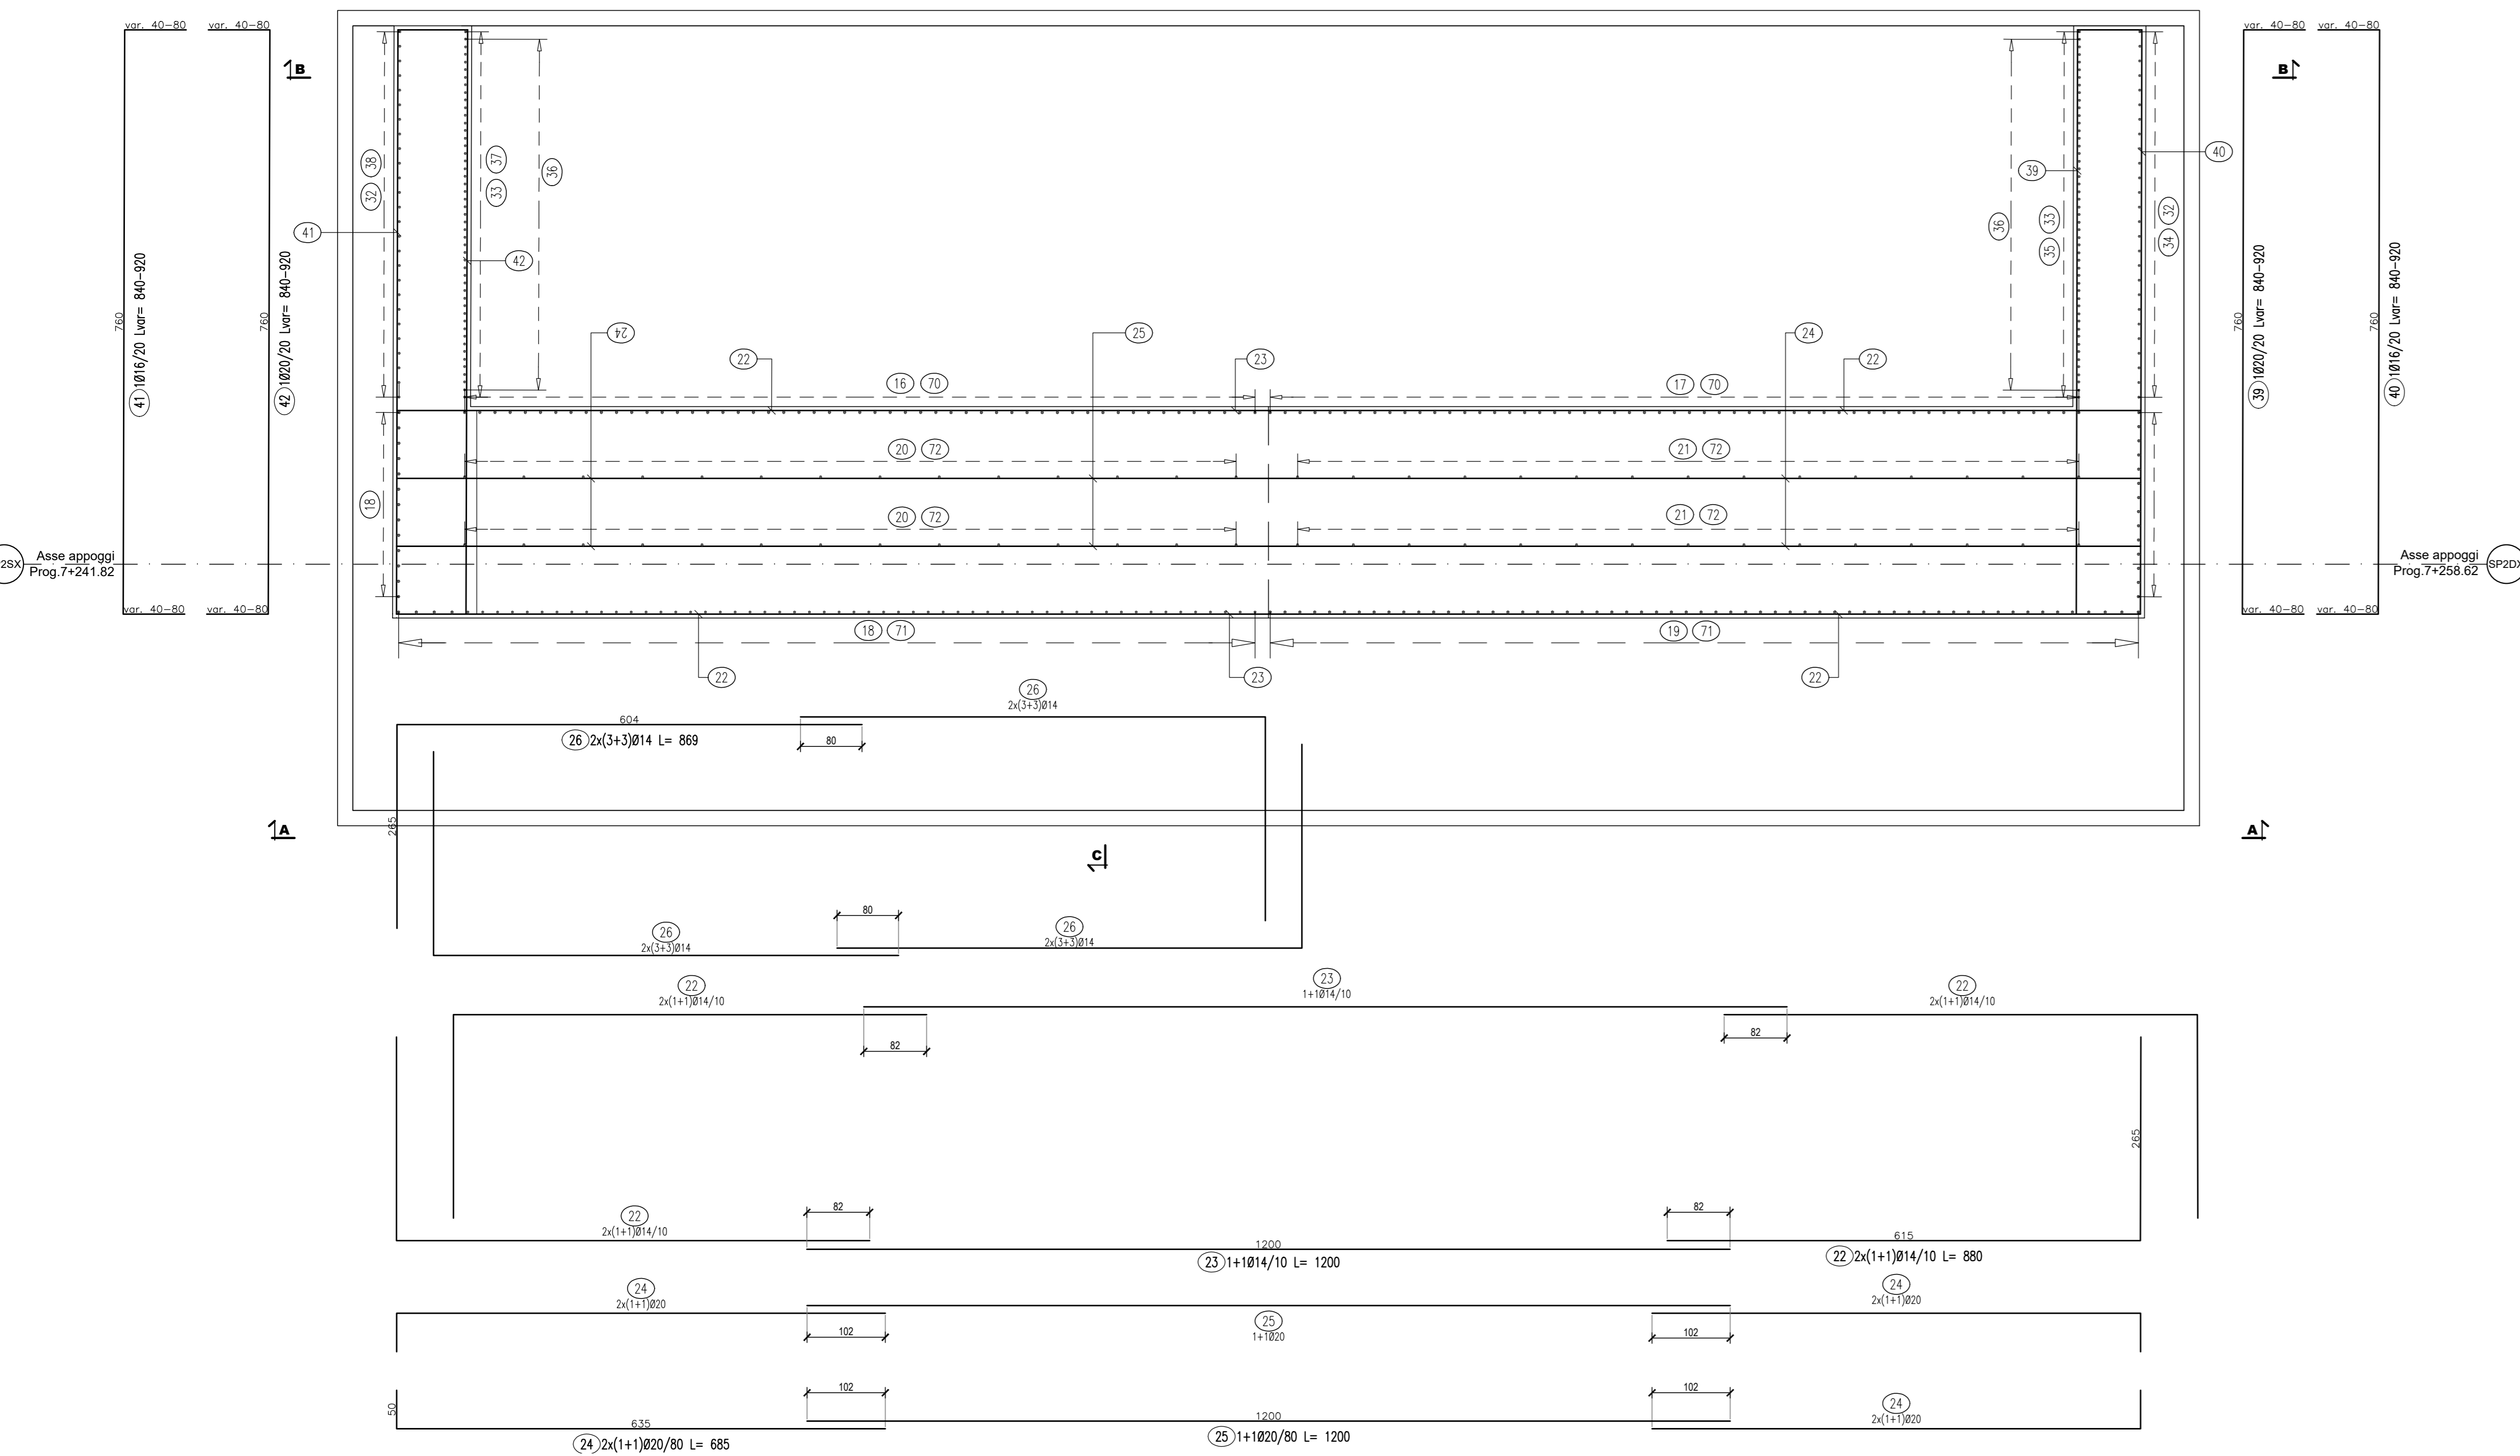 var. 40-80 var. 40-80
var. 40-80 var. 40-80
B
B
38
32
37
33
36
36
33
35
32
34
39
40
41
42
760
41 1Ø16/20 Lvar= 840-920
760
42 1Ø20/20 Lvar= 840-920
760
39 1Ø20/20 Lvar= 840-920
760
40 1Ø16/20 Lvar= 840-920
24
25
24
22
23
22
16 70
17 70
20 72
21 72
18
20 72
21 72
2SX
Asse appoggi
Prog.7+241.82
Asse appoggi
Prog.7+258.62
SP2DX
var. 40-80 var. 40-80
var. 40-80 var. 40-80
18 71
19 71
22
23
22
26
2x(3+3)Ø14
604
26 2x(3+3)Ø14 L= 869
80
265
A
A
C
80
26
2x(3+3)Ø14
26
2x(3+3)Ø14
22
2x(1+1)Ø14/10
23
1+1Ø14/10
22
2x(1+1)Ø14/10
82
82
265
82
82
22
2x(1+1)Ø14/10
1200
23 1+1Ø14/10 L= 1200
615
22 2x(1+1)Ø14/10 L= 880
24
2x(1+1)Ø20
24
2x(1+1)Ø20
102
25
1+1Ø20
102
102
102
50
635
24 2x(1+1)Ø20/80 L= 685
1200
25 1+1Ø20/80 L= 1200
24
2x(1+1)Ø20